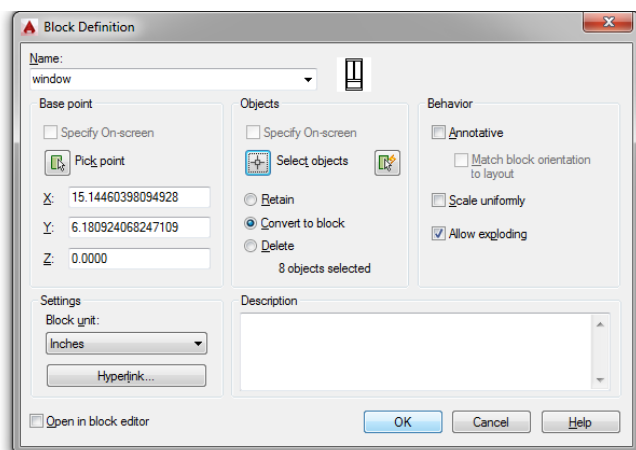 Block Definition
Name:
window
Base point
Specify On-screen
Pick point
X: 15.14460398094928
Y: 6.180924068247109
Z: 0.0000
Objects
Specify On-screen
Select objects
Retain
Convert to block
Delete
8 objects selected
Behavior
Annotative
Match block orientation
to layout
Scale uniformly
Allow exploding
Settings
Block unit:
Inches
Hyperlink...
Description
Open in block editor
OK
Cancel
Help